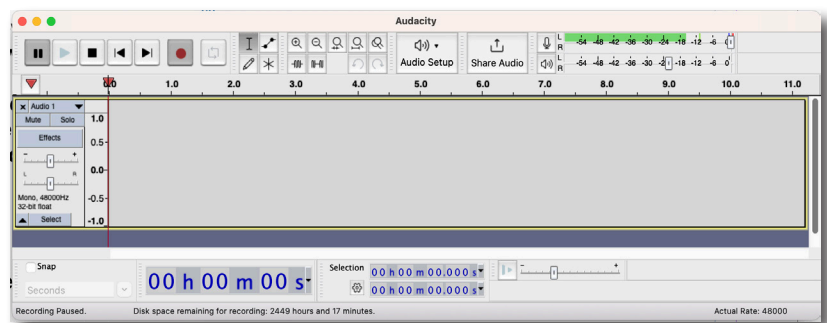 Audacity
Audio Setup
Share Audio
L
R
-54 -48 -42 -36 -30 -24 -18 -12 -6 0
L
R
-54 -48 -42 -36 -30 -24 -18 -12 -6 0
0.0 1.0 2.0 3.0 4.0 5.0 6.0 7.0 8.0 9.0 10.0 11.0
x Audio 1
Mute Solo
Effects
- +
L R
Mono, 48000Hz
32-bit float
Select
1.0
0.5
0.0
-0.5
-1.0
Snap
Seconds
00 h 00 m 00 s
Selection
00 h 00 m 00.000 s
00 h 00 m 00.000 s
- +
Recording Paused.
Disk space remaining for recording: 2449 hours and 17 minutes.
Actual Rate: 48000